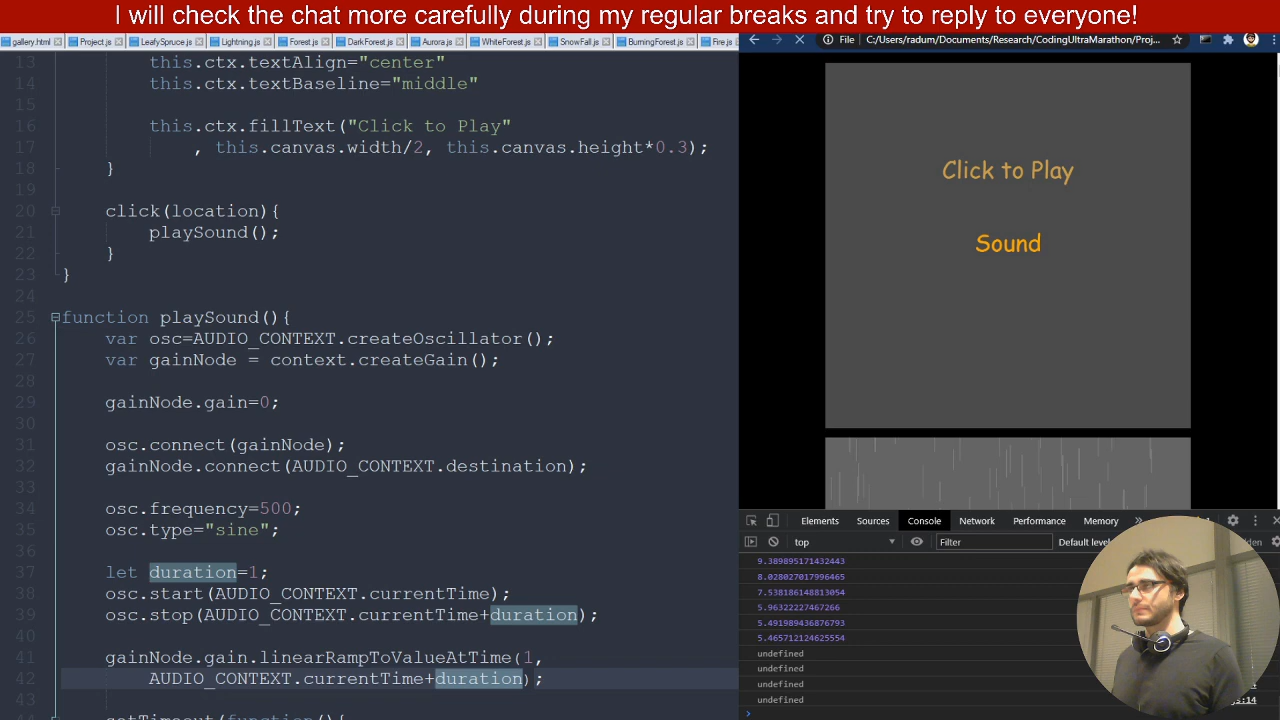 I will check the chat more carefully during my regular breaks and try to reply to everyone!
gallery.html Project.js LeafySpruce.js Lightning.js Forest.js DarkForest.js Aurora.js WhiteForest.js SnowFall.js BurningForest.js Fire.js
File C:/Users/radum/Documents/Research/CodingUltraMarathon/Proj...
13 this.ctx.textAlign="center"
14 this.ctx.textBaseline="middle"
15
16 this.ctx.fillText("Click to Play"
17 , this.canvas.width/2, this.canvas.height*0.3);
18 }
19
20 click(location){
21 playSound();
22 }
23 }
24
25 function playSound(){
26 var osc=AUDIO_CONTEXT.createOscillator();
27 var gainNode = context.createGain();
28
29 gainNode.gain=0;
30
31 osc.connect(gainNode);
32 gainNode.connect(AUDIO_CONTEXT.destination);
33
34 osc.frequency=500;
35 osc.type="sine";
36
37 let duration=1;
38 osc.start(AUDIO_CONTEXT.currentTime);
39 osc.stop(AUDIO_CONTEXT.currentTime+duration);
40
41 gainNode.gain.linearRampToValueAtTime(1,
42 AUDIO_CONTEXT.currentTime+duration);
43
Click to Play
Sound
Elements Sources Console Network Performance Memory »
top Filter Default
9.389895171432443
8.028027017996465
7.538186148813054
5.96322227467266
5.491989436876793
5.465712124625554
undefined
undefined
undefined
undefined